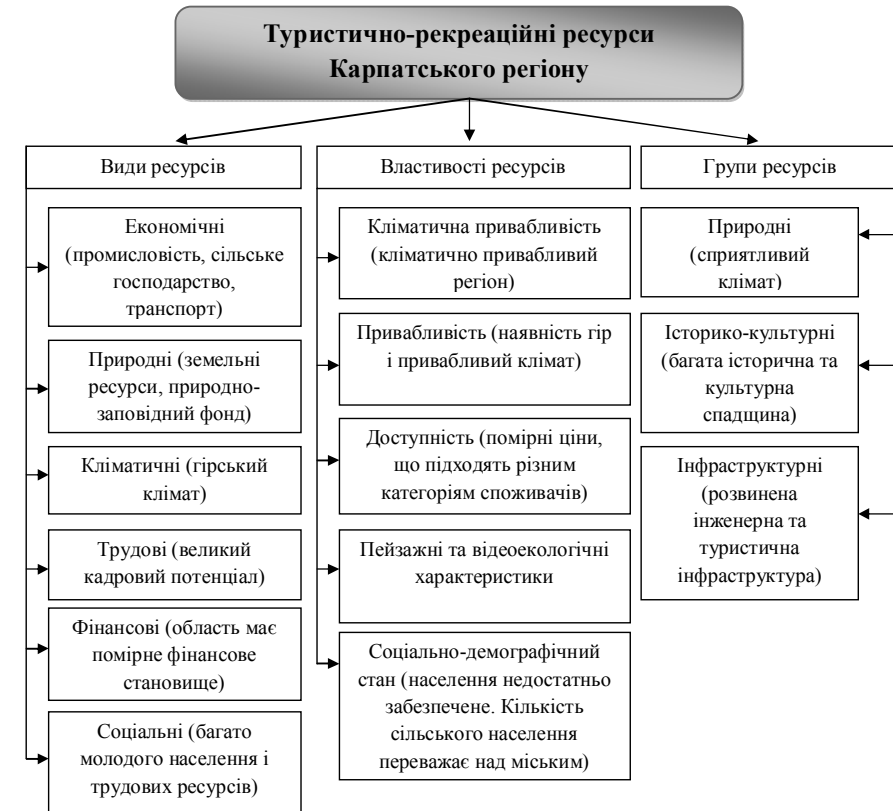 Туристично-рекреаційні ресурси
Карпатського регіону
Види ресурсів
Економічні
(промисловість, сільське
господарство,
транспорт)
Природні (земельні
ресурси, природно-
заповідний фонд)
Кліматичні (гірський
клімат)
Трудові (великий
кадровий потенціал)
Фінансові (область має
помірне фінансове
становище)
Соціальні (багато
молодого населення і
трудових ресурсів)
Властивості ресурсів
Кліматична привабливість
(кліматично привабливий
регіон)
Привабливість (наявність гір
і привабливий клімат)
Доступність (помірні ціни,
що підходять різним
категоріям споживачів)
Пейзажні та відеоекологічні
характеристики
Соціально-демографічний
стан (населення недостатньо
забезпечене. Кількість
сільського населення
переважає над міським)
Групи ресурсів
Природні
(сприятливий
клімат)
Історико-культурні
(багата історична та
культурна
спадщина)
Інфраструктурні
(розвинена
інженерна та
туристична
інфраструктура)